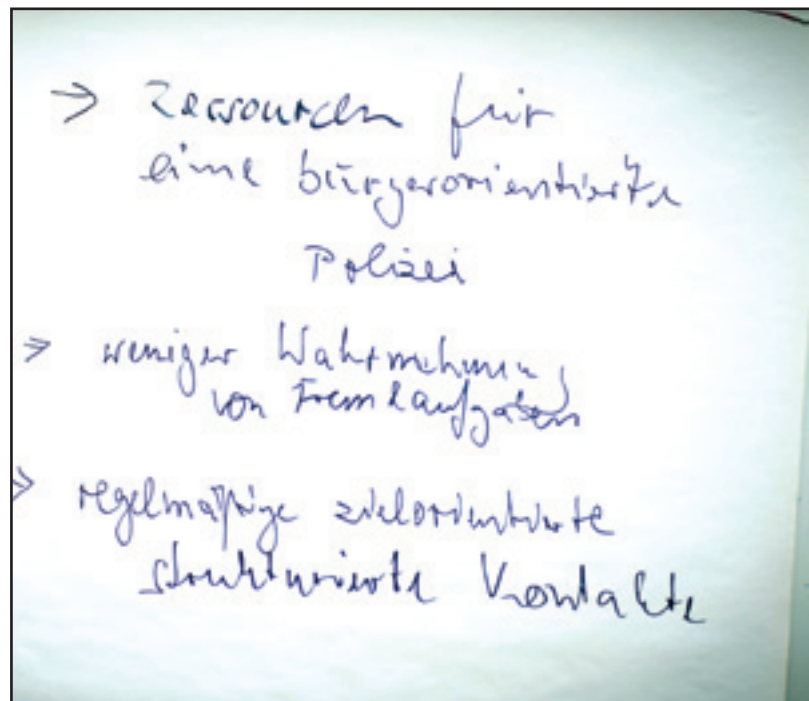 → Ressourcen für
eine bürgerorientierte
Polizei
→ weniger Wahrnehmung
von Fremdaufgaben
→ regelmäßige zielorientierte
strukturierte Kontakte